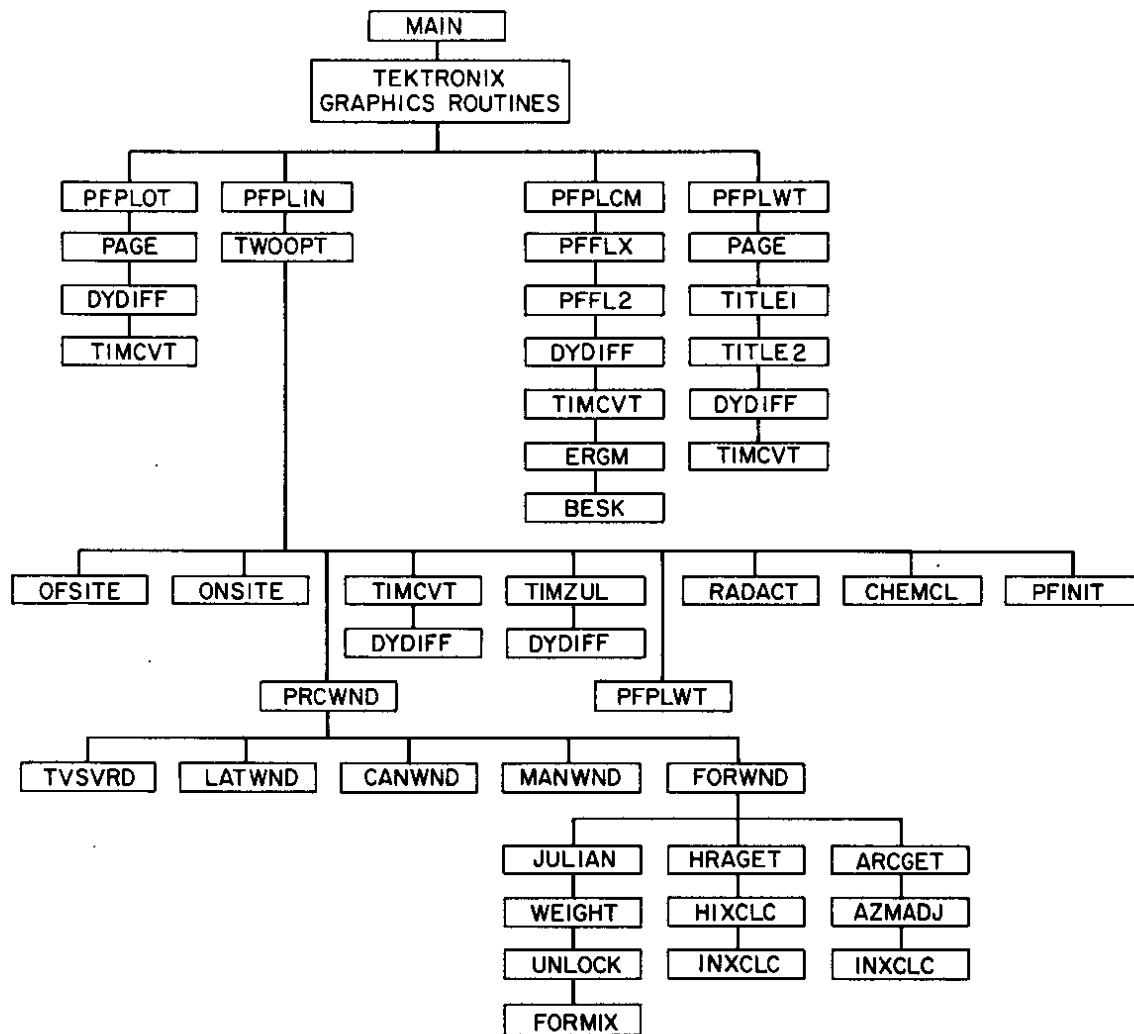 MAIN
TEKTRONIX
GRAPHICS ROUTINES
PFPLOT
PAGE
DYDIFF
TIMCVT
PFPLIN
TWOOPT
PFPLCM
PFFLX
PFFL2
DYDIFF
TIMCVT
ERGM
BESK
PFPLWT
PAGE
TITLE1
TITLE2
DYDIFF
TIMCVT
OFSITE
ONSITE
TIMCVT
DYDIFF
TIMZUL
DYDIFF
RADACT
CHEMCL
PFINIT
PRCWND
PFPLWT
TVSVRD
LATWND
CANWND
MANWND
FORWND
JULIAN
WEIGHT
UNLOCK
FORMIX
HRAGET
HIXCLC
INXCLC
ARCGET
AZMADJ
INXCLC